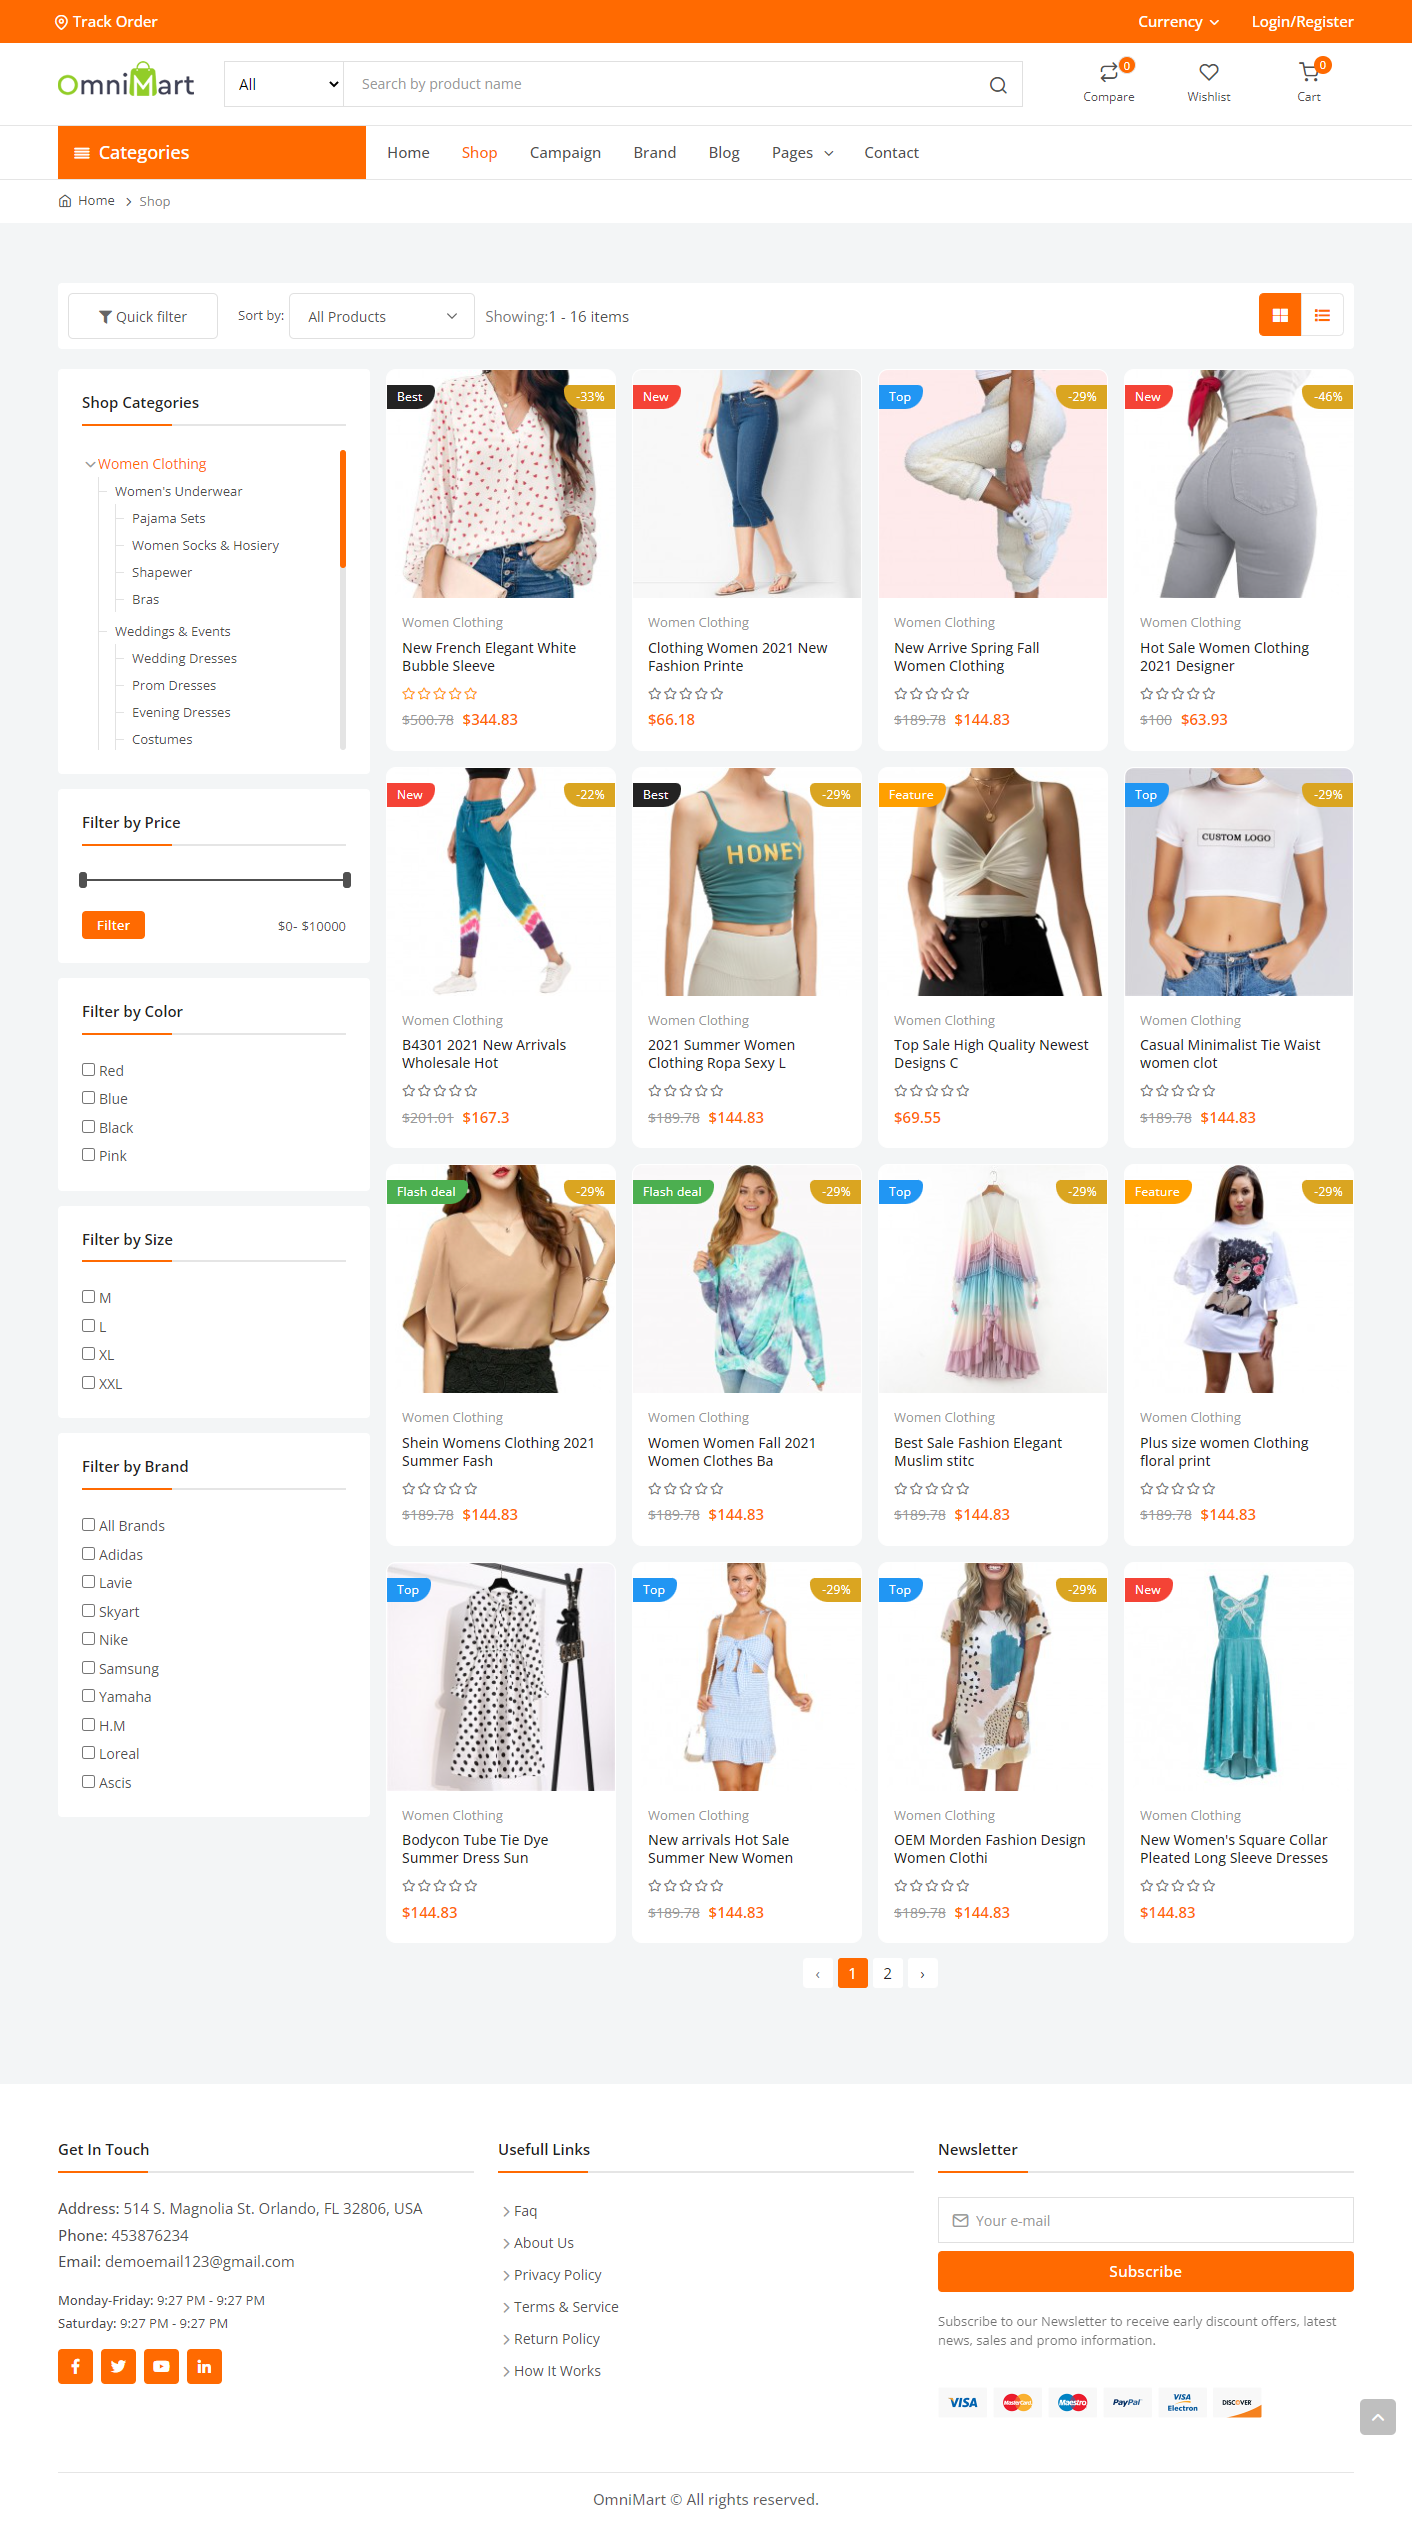 Track Order
Currency
Login/Register
OmniMart
All
Search by product name
0
Compare
Wishlist
0
Cart
Categories
Home
Shop
Campaign
Brand
Blog
Pages
Contact
Home
Shop
Quick filter
Sort by:
All Products
Showing:1 - 16 items
Shop Categories
Women Clothing
Women's Underwear
Pajama Sets
Women Socks & Hosiery
Shapewer
Bras
Weddings & Events
Wedding Dresses
Prom Dresses
Evening Dresses
Costumes
Filter by Price
Filter
$0- $10000
Filter by Color
Red
Blue
Black
Pink
Filter by Size
M
L
XL
XXL
Filter by Brand
All Brands
Adidas
Lavie
Skyart
Nike
Samsung
Yamaha
H.M
Loreal
Ascis
Best
-33%
Women Clothing
New French Elegant White
Bubble Sleeve
$500.78 $344.83
New
Women Clothing
Clothing Women 2021 New
Fashion Printe
$66.18
Top
-29%
Women Clothing
New Arrive Spring Fall
Women Clothing
$189.78 $144.83
New
-46%
Women Clothing
Hot Sale Women Clothing
2021 Designer
$100 $63.93
New
-22%
Women Clothing
B4301 2021 New Arrivals
Wholesale Hot
$201.01 $167.3
Best
-29%
HONEY
Women Clothing
2021 Summer Women
Clothing Ropa Sexy L
$189.78 $144.83
Feature
Women Clothing
Top Sale High Quality Newest
Designs C
$69.55
Top
-29%
CUSTOM LOGO
Women Clothing
Casual Minimalist Tie Waist
women clot
$189.78 $144.83
Flash deal
-29%
Women Clothing
Shein Womens Clothing 2021
Summer Fash
$189.78 $144.83
Flash deal
-29%
Women Clothing
Women Women Fall 2021
Women Clothes Ba
$189.78 $144.83
Top
-29%
Women Clothing
Best Sale Fashion Elegant
Muslim stitc
$189.78 $144.83
Feature
-29%
Women Clothing
Plus size women Clothing
floral print
$189.78 $144.83
Top
Women Clothing
Bodycon Tube Tie Dye
Summer Dress Sun
$144.83
Top
-29%
Women Clothing
New arrivals Hot Sale
Summer New Women
$189.78 $144.83
Top
-29%
Women Clothing
OEM Morden Fashion Design
Women Clothi
$189.78 $144.83
New
Women Clothing
New Women's Square Collar
Pleated Long Sleeve Dresses
$144.83
‹ 1 2 ›
Get In Touch
Address: 514 S. Magnolia St. Orlando, FL 32806, USA
Phone: 453876234
Email: demoemail123@gmail.com
Monday-Friday: 9:27 PM - 9:27 PM
Saturday: 9:27 PM - 9:27 PM
Usefull Links
Faq
About Us
Privacy Policy
Terms & Service
Return Policy
How It Works
Newsletter
Your e-mail
Subscribe
Subscribe to our Newsletter to receive early discount offers, latest
news, sales and promo information.
VISA
MasterCard
Maestro
PayPal
VISA
Electron
DISCOVER
OmniMart © All rights reserved.